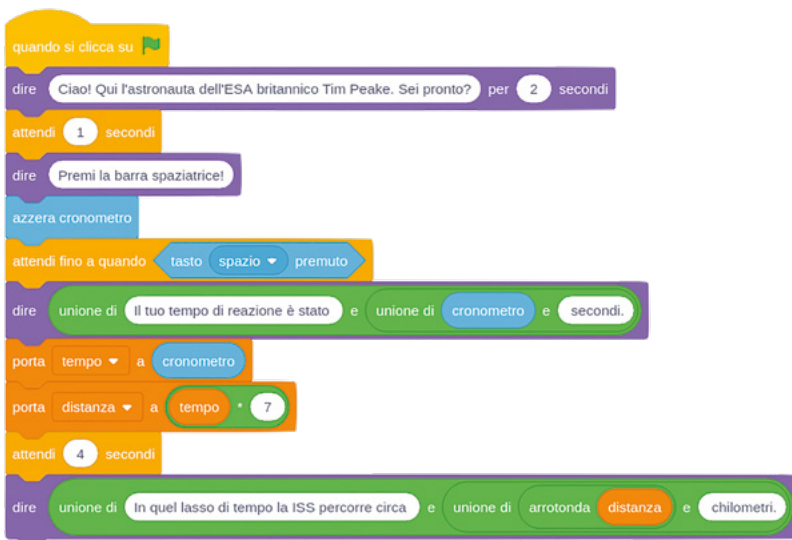 quando si clicca su
dire Ciao! Qui l'astronauta dell'ESA britannico Tim Peake. Sei pronto? per 2 secondi
attendi 1 secondi
dire Premi la barra spaziatrice!
azzera cronometro
attendi fino a quando tasto spazio premuto
dire unione di Il tuo tempo di reazione è stato e unione di cronometro e secondi.
porta tempo a cronometro
porta distanza a tempo * 7
attendi 4 secondi
dire unione di In quel lasso di tempo la ISS percorre circa e unione di arrotonda distanza e chilometri.